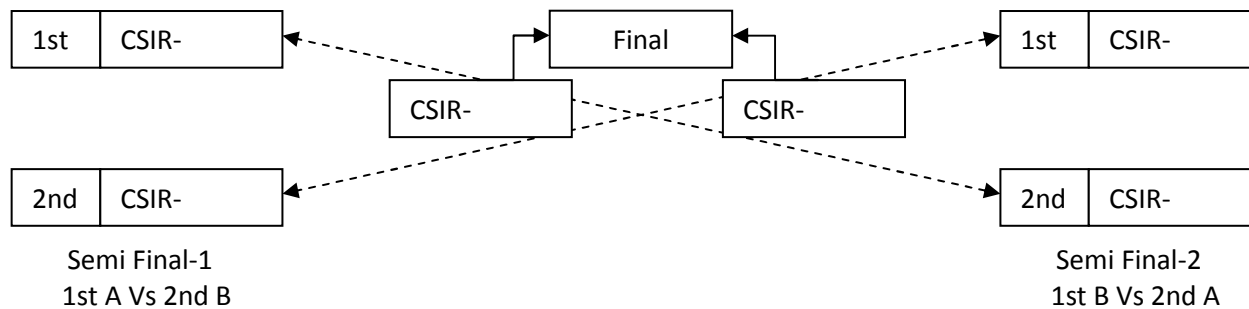 1st CSIR-
Final
1st CSIR-
CSIR-
CSIR-
2nd CSIR-
2nd CSIR-
Semi Final-1
1st A Vs 2nd B
Semi Final-2
1st B Vs 2nd A